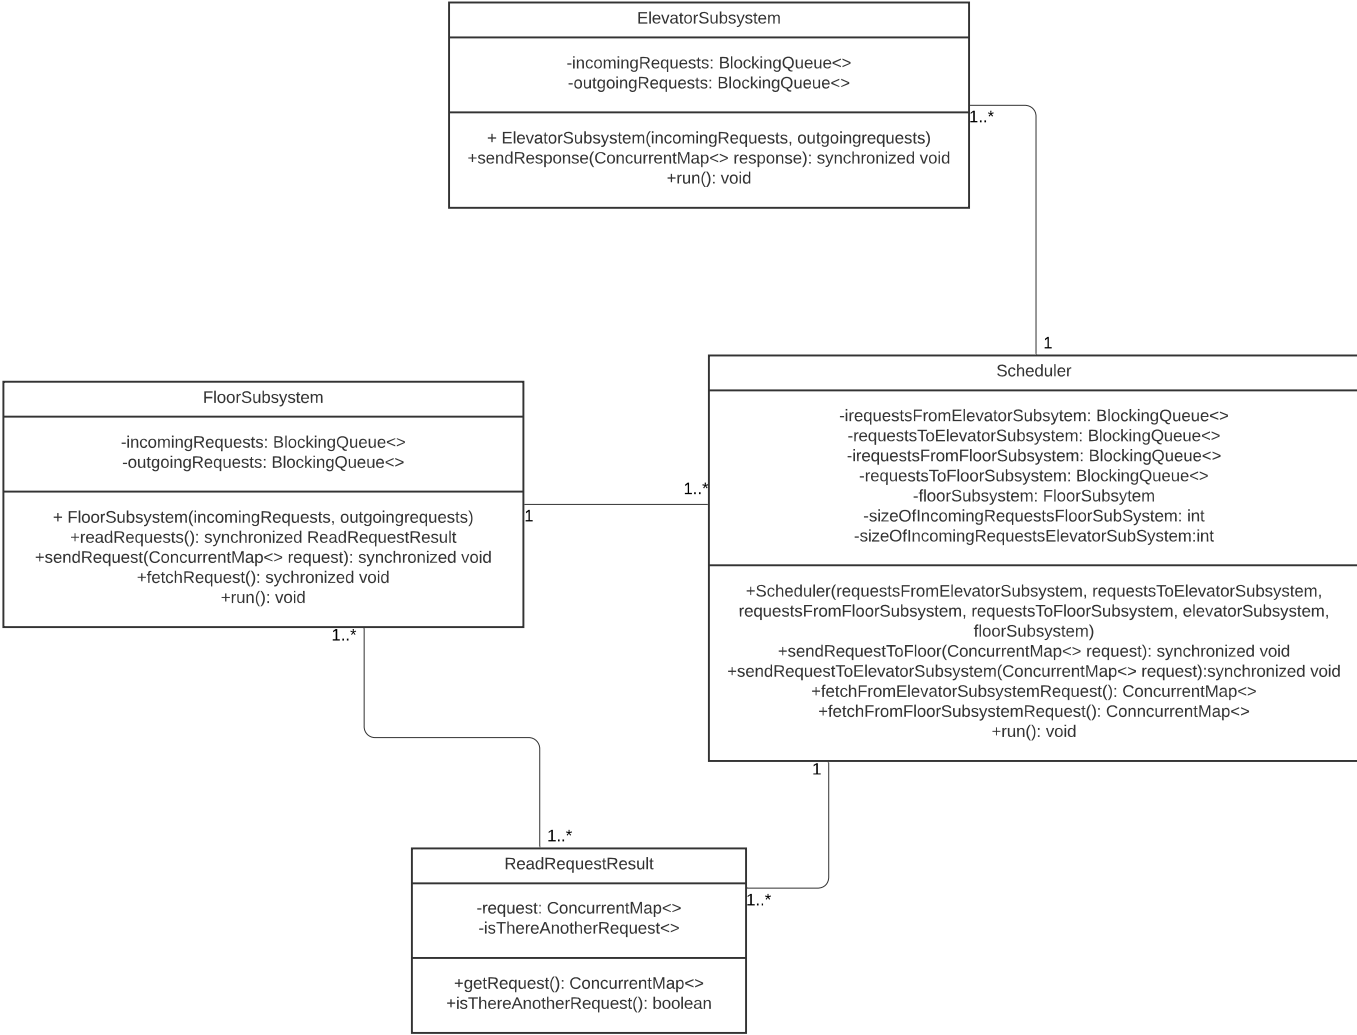 ElevatorSubsystem
-incomingRequests: BlockingQueue<>
-outgoingRequests: BlockingQueue<>
+ ElevatorSubsystem(incomingRequests, outgoingrequests)
+sendResponse(ConcurrentMap<> response): synchronized void
+run(): void
1..*
1
Scheduler
-irequestsFromElevatorSubsytem: BlockingQueue<>
-requestsToElevatorSubsystem: BlockingQueue<>
-irequestsFromFloorSubsystem: BlockingQueue<>
-requestsToFloorSubsystem: BlockingQueue<>
-floorSubsystem: FloorSubsytem
-sizeOfIncomingRequestsFloorSubSystem: int
-sizeOfIncomingRequestsElevatorSubSystem:int
+Scheduler(requestsFromElevatorSubsystem, requestsToElevatorSubsystem,
requestsFromFloorSubsystem, requestsToFloorSubsystem, elevatorSubsystem,
floorSubsystem)
+sendRequestToFloor(ConcurrentMap<> request): synchronized void
+sendRequestToElevatorSubsystem(ConcurrentMap<> request):synchronized void
+fetchFromElevatorSubsystemRequest(): ConcurrentMap<>
+fetchFromFloorSubsystemRequest(): ConncurrentMap<>
+run(): void
FloorSubsystem
-incomingRequests: BlockingQueue<>
-outgoingRequests: BlockingQueue<>
+ FloorSubsystem(incomingRequests, outgoingrequests)
+readRequests(): synchronized ReadRequestResult
+sendRequest(ConcurrentMap<> request): synchronized void
+fetchRequest(): sychronized void
+run(): void
1..*
1
1..*
1
1..*
1..*
ReadRequestResult
-request: ConcurrentMap<>
-isThereAnotherRequest<>
+getRequest(): ConcurrentMap<>
+isThereAnotherRequest(): boolean